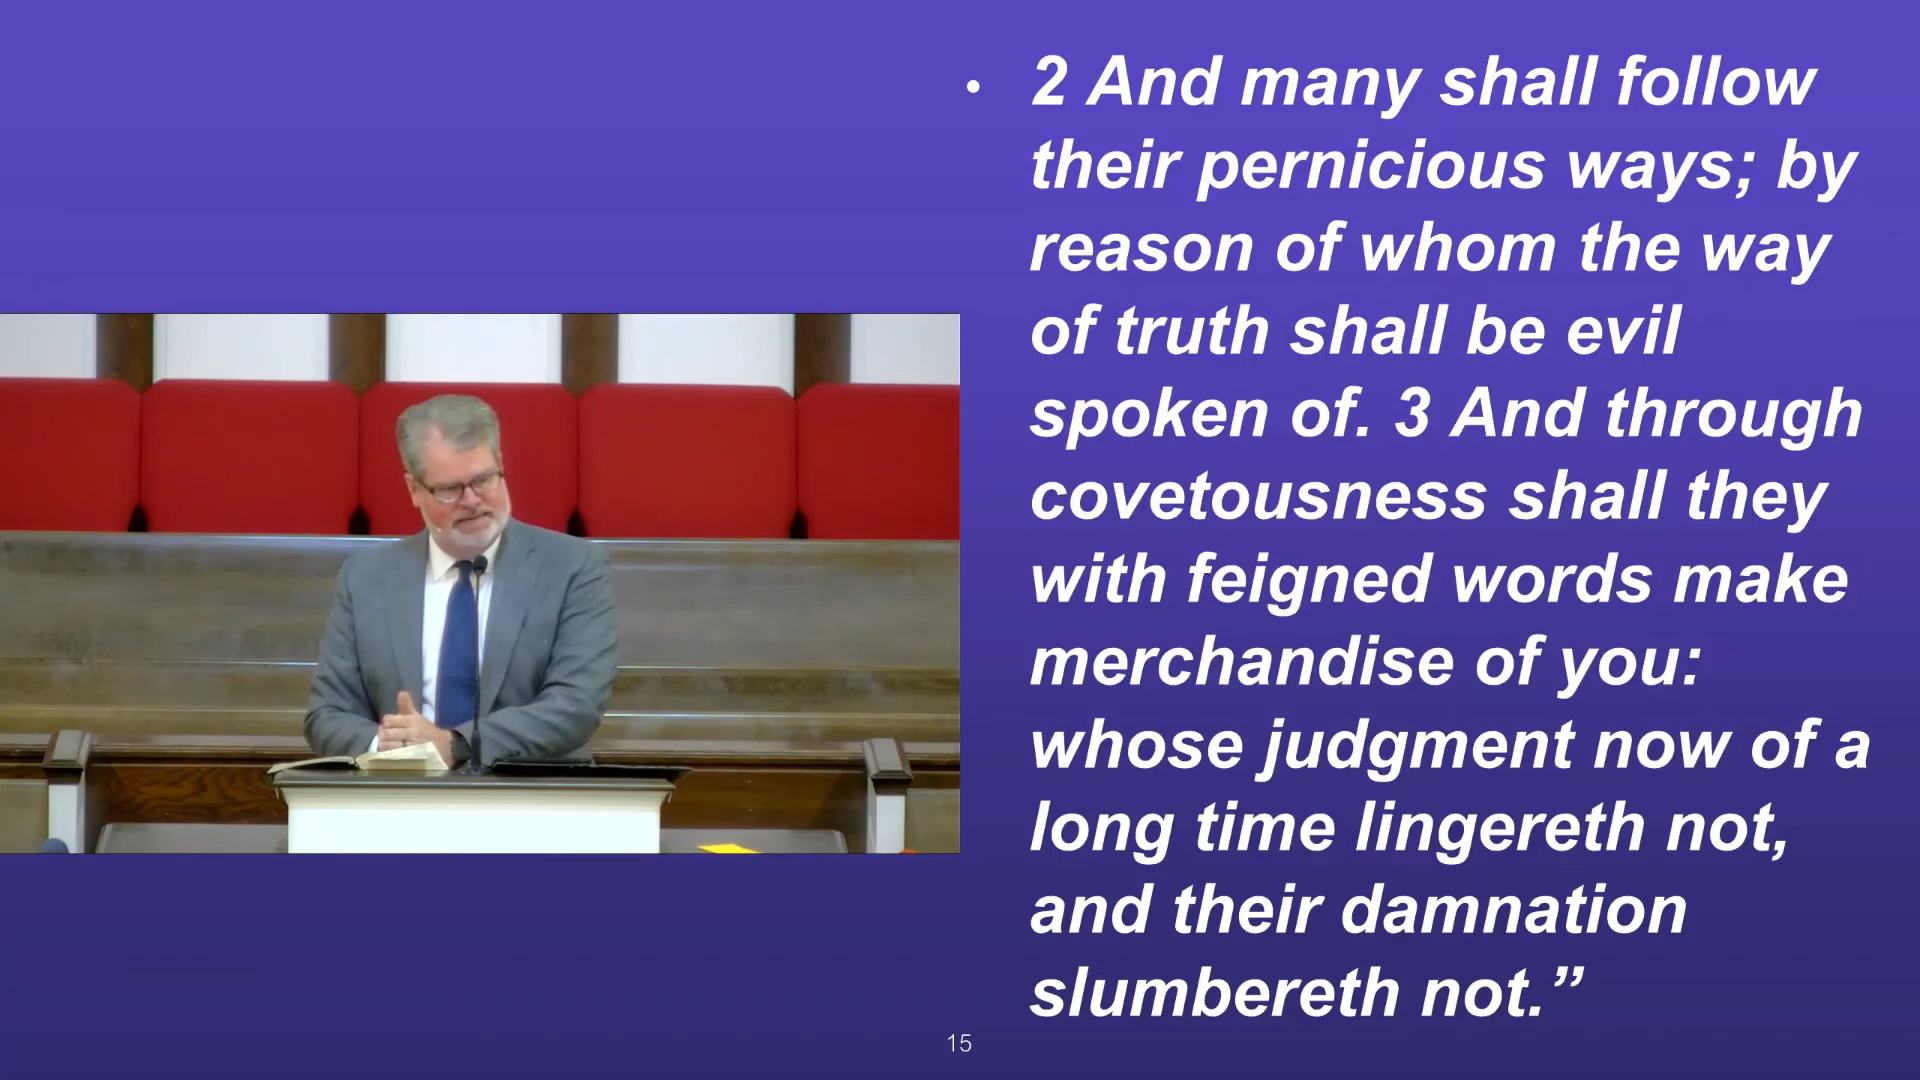 • 2 And many shall follow
their pernicious ways; by
reason of whom the way
of truth shall be evil
spoken of. 3 And through
covetousness shall they
with feigned words make
merchandise of you:
whose judgment now of a
long time lingereth not,
and their damnation
slumbereth not.”
15